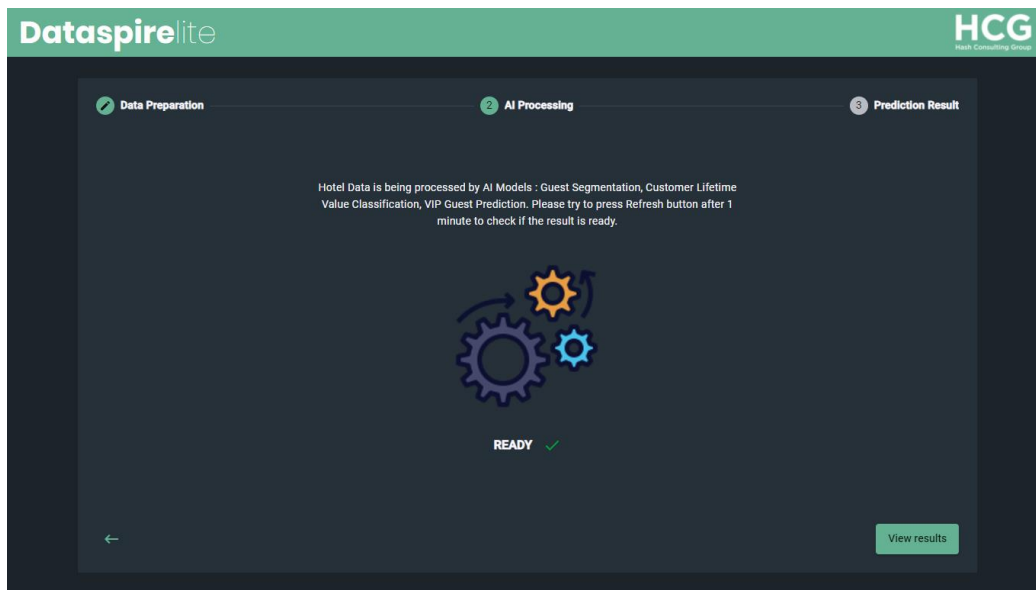 Dataspirelite
HCG
Hash Consulting Group
Data Preparation
2 AI Processing
3 Prediction Result
Hotel Data is being processed by AI Models : Guest Segmentation, Customer Lifetime
Value Classification, VIP Guest Prediction. Please try to press Refresh button after 1
minute to check if the result is ready.
READY
View results